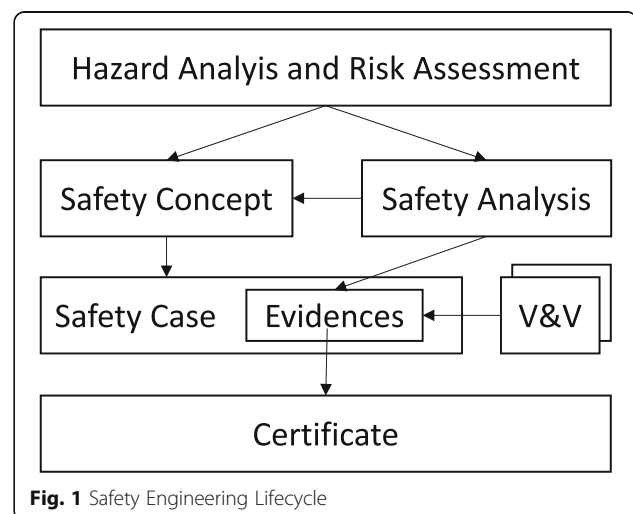 Hazard Analyis and Risk Assessment
Safety Concept
Safety Analysis
Safety Case
Evidences
V&V
Certificate
Fig. 1 Safety Engineering Lifecycle